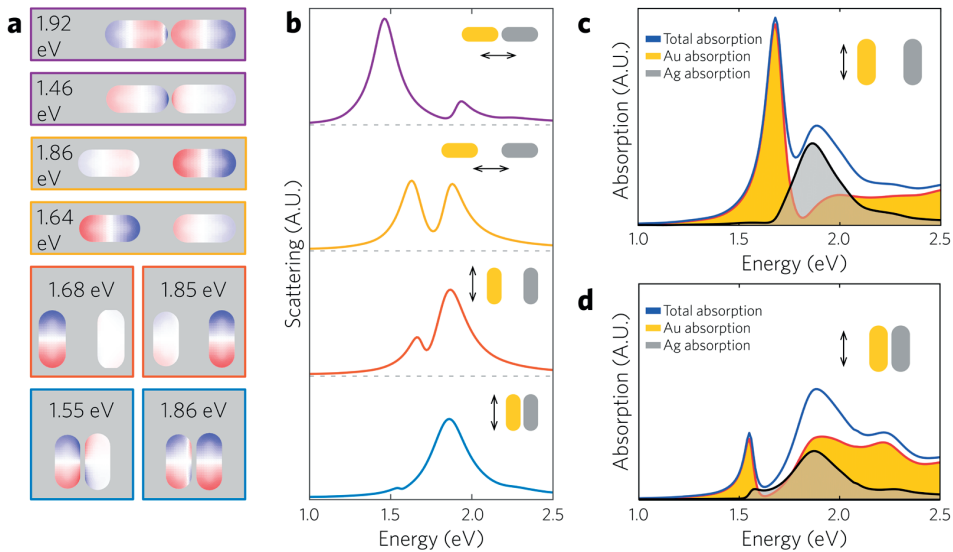 a
1.92
eV
1.46
eV
1.86
eV
1.64
eV
1.68 eV
1.85 eV
1.55 eV
1.86 eV
b
Scattering (A.U.)
1.0 1.5 2.0 2.5
Energy (eV)
c
Absorption (A.U.)
Total absorption
Au absorption
Ag absorption
1.0 1.5 2.0 2.5
Energy (eV)
d
Absorption (A.U.)
Total absorption
Au absorption
Ag absorption
1.0 1.5 2.0 2.5
Energy (eV)